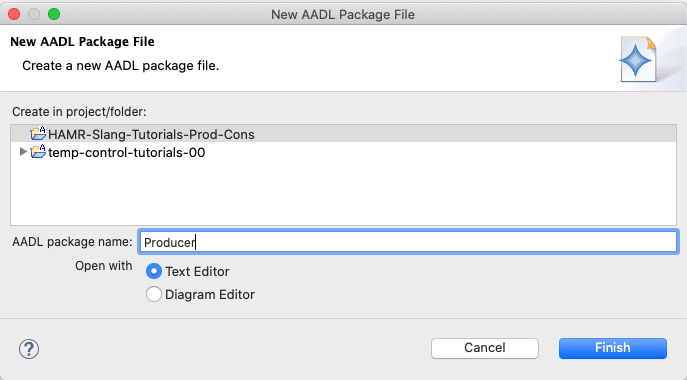 New AADL Package File
New AADL Package File
Create a new AADL package file.
Create in project/folder:
HAMR-Slang-Tutorials-Prod-Cons
temp-control-tutorials-00
AADL package name: Producer
Open with Text Editor
Diagram Editor
? Cancel Finish